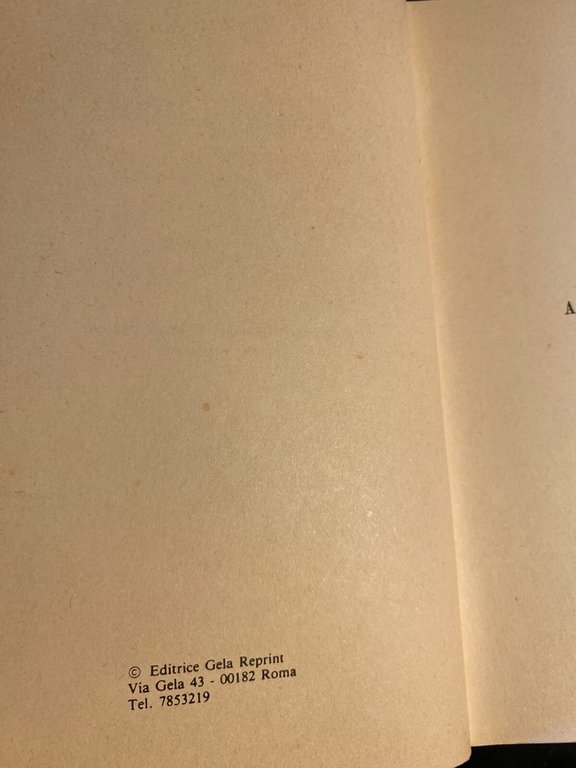 © Editrice Gela Reprint
Via Gela 43 - 00182 Roma
Tel. 7853219
A